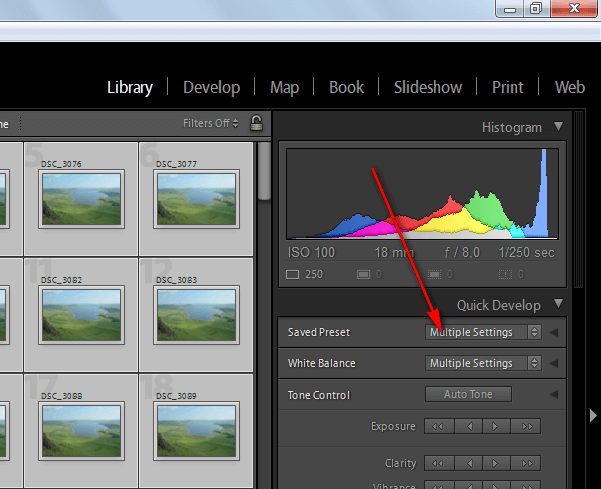 Library | Develop | Map | Book | Slideshow | Print | Web
ne
Filters Off
Histogram
5
DSC_3076
6
DSC_3077
ISO 100 18 mm ƒ / 8.0 1/250 sec
250 0 0 0
Quick Develop
11
DSC_3082
12
DSC_3083
Saved Preset Multiple Settings
White Balance Multiple Settings
17
DSC_3088
18
DSC_3089
Tone Control Auto Tone
Exposure
Clarity
Vibrance